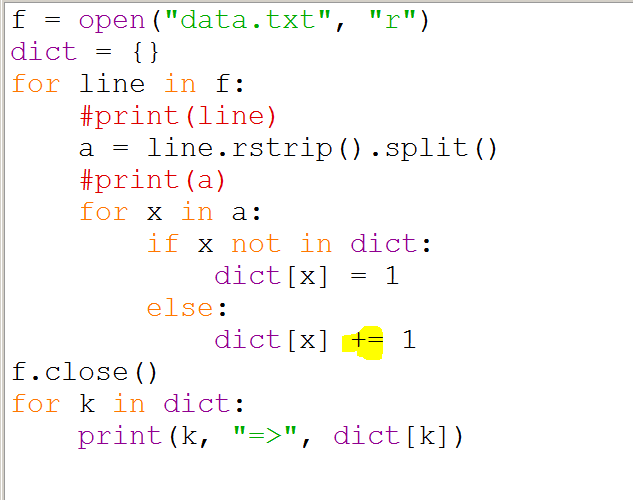 f = open("data.txt", "r")
dict = {}
for line in f:
    #print(line)
    a = line.rstrip().split()
    #print(a)
    for x in a:
        if x not in dict:
            dict[x] = 1
        else:
            dict[x] += 1
f.close()
for k in dict:
    print(k, "=>", dict[k])